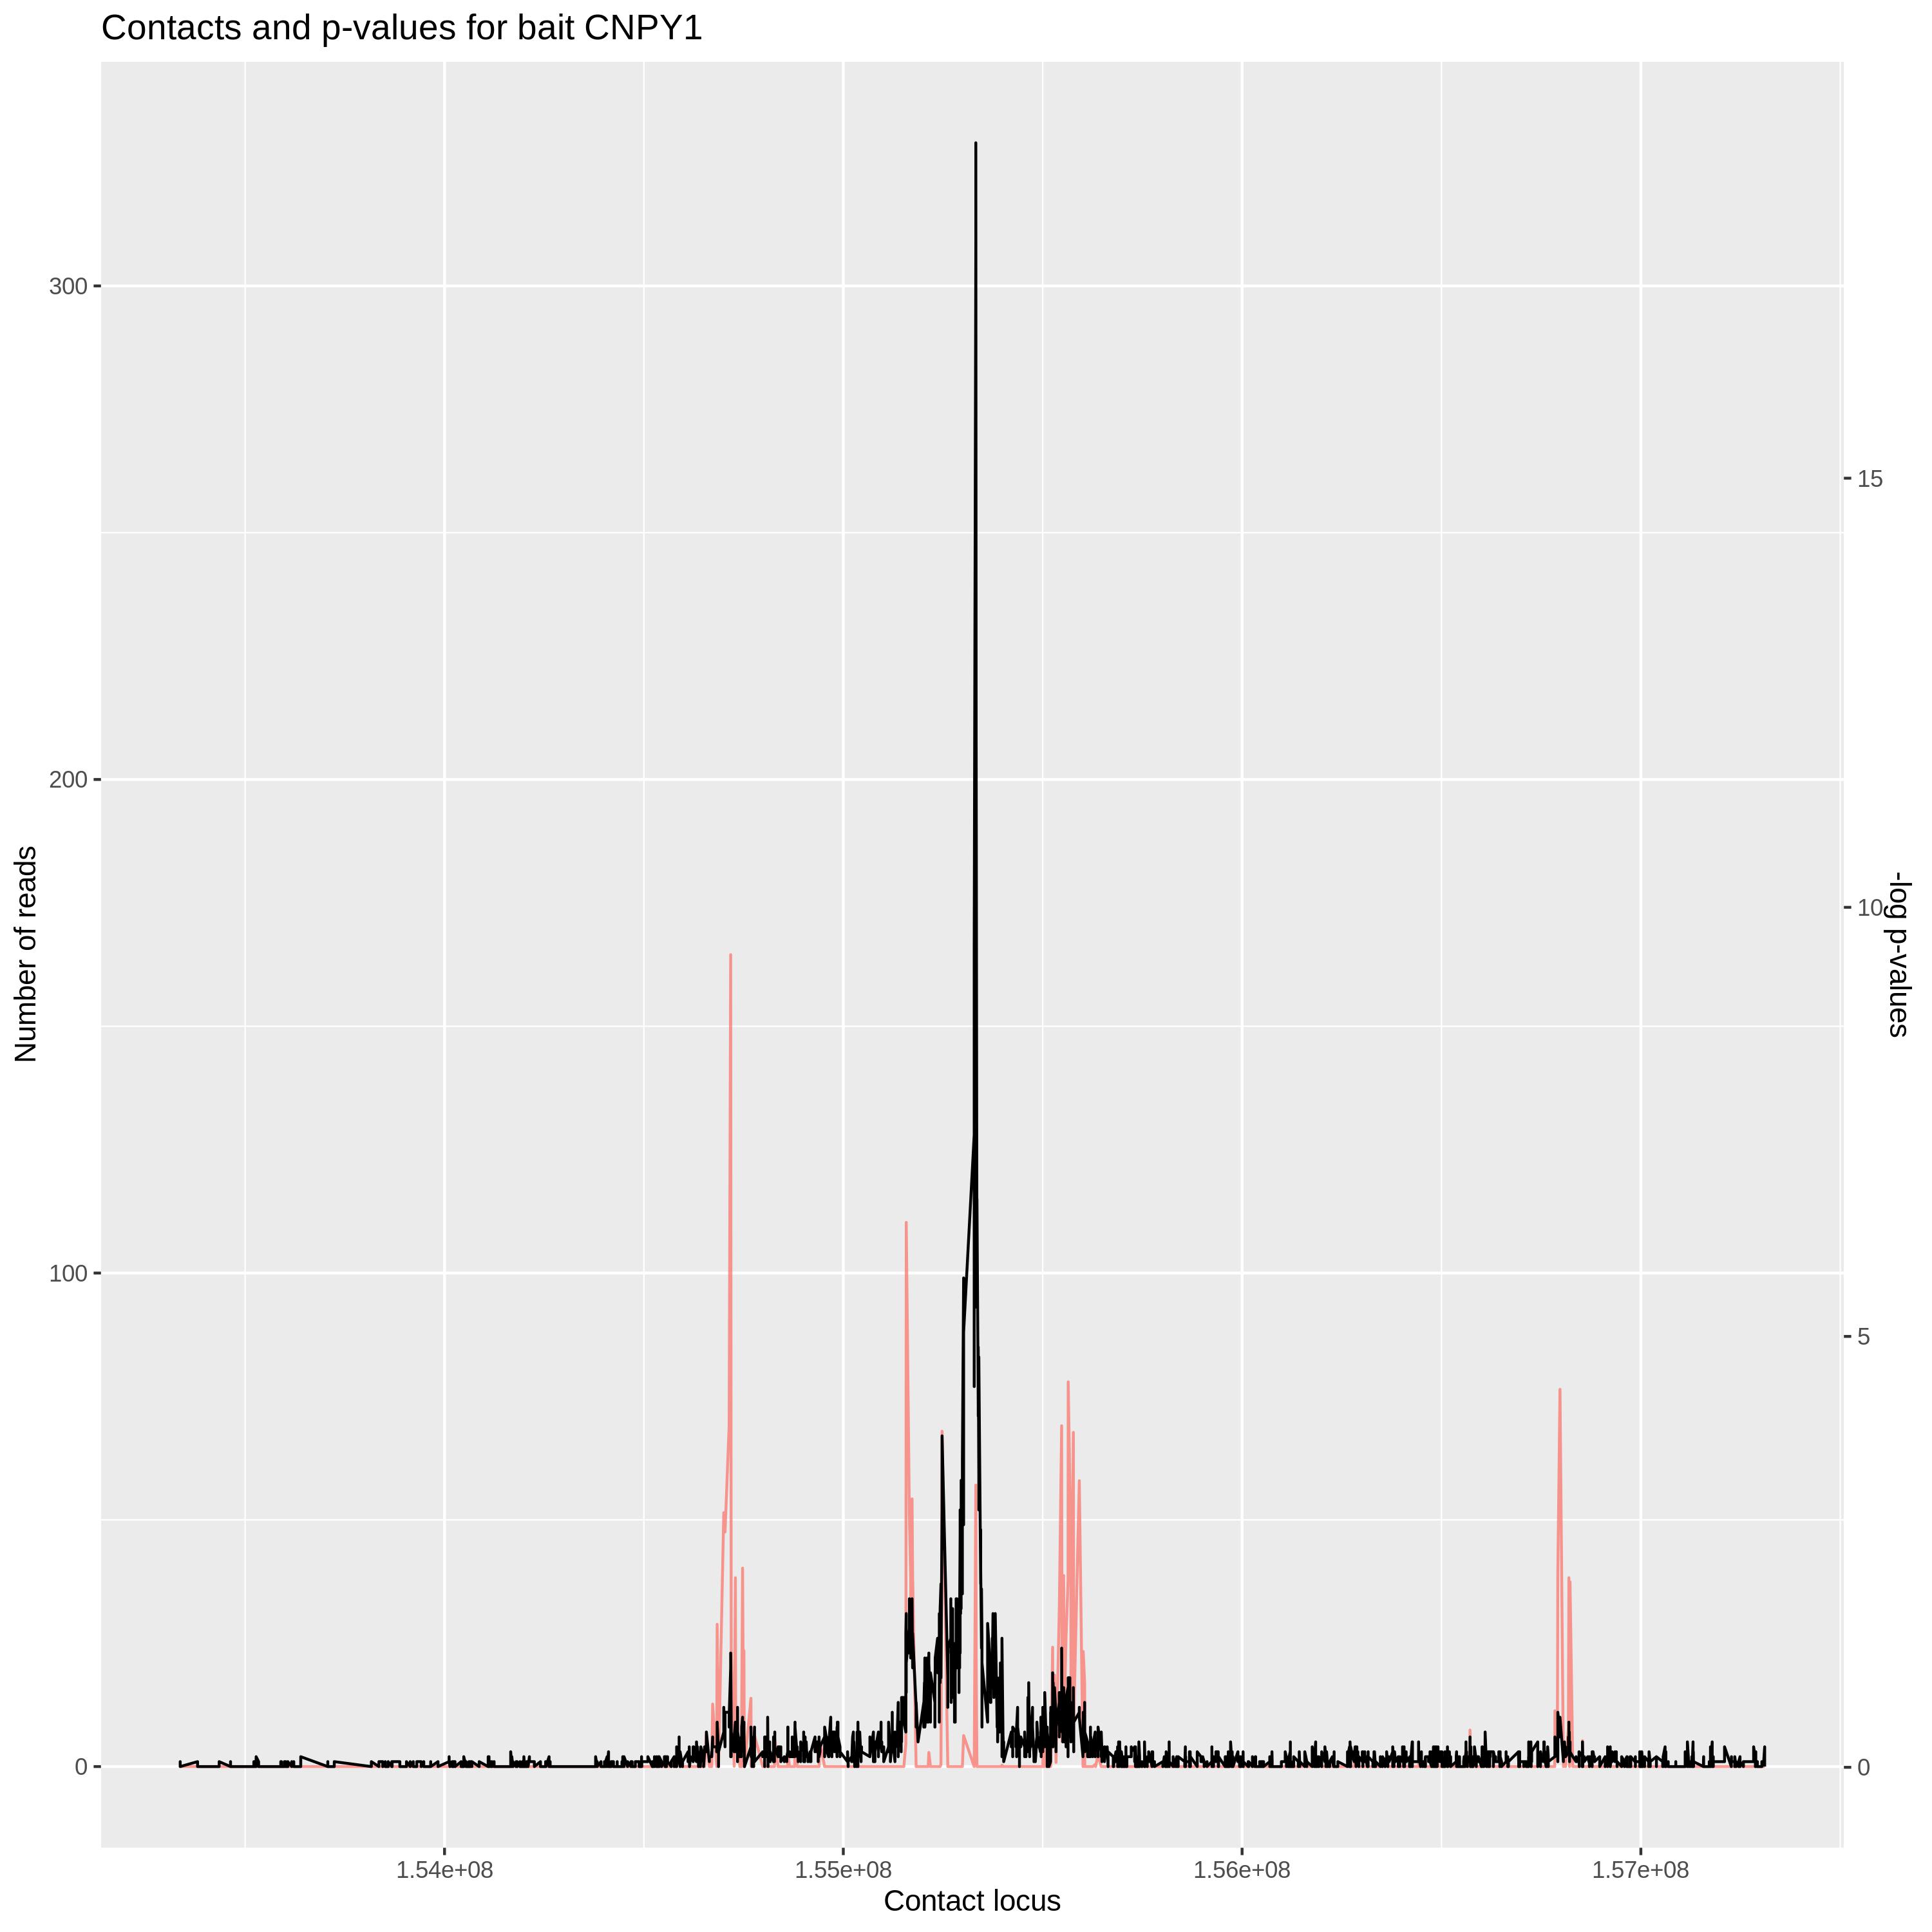 Contacts and p-values for bait CNPY1
300
200
100
0
Number of reads
15
10
5
0
-log p-values
1.54e+08
1.55e+08
1.56e+08
1.57e+08
Contact locus